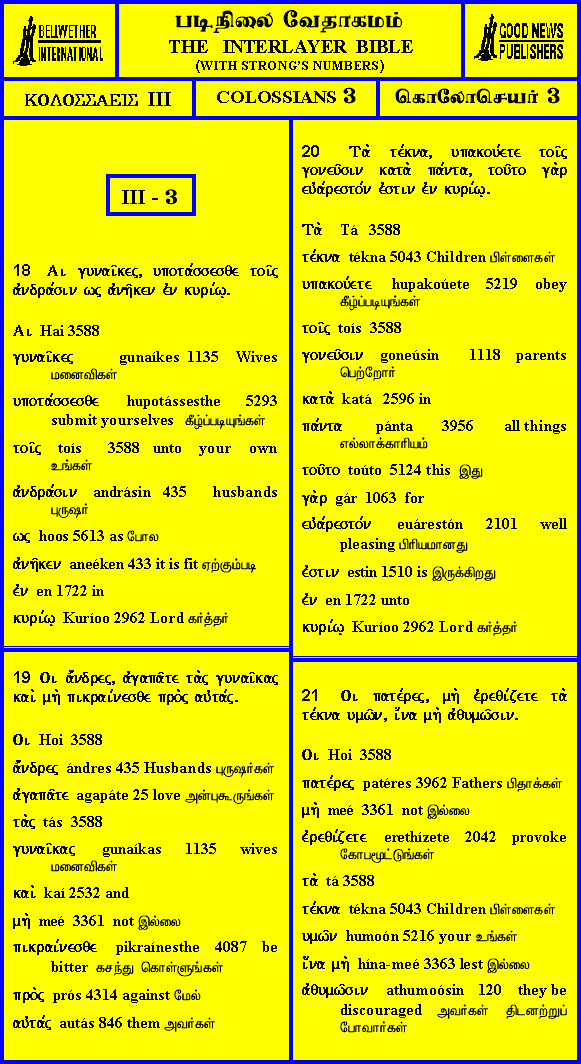 BELLWETHER
INTERNATIONAL
படிநிலை வேதாகமம்
THE INTERLAYER BIBLE
(WITH STRONG'S NUMBERS)
GOOD NEWS
PUBLISHERS
ΚΟΛΟΣΣΑΕΙΣ III
COLOSSIANS 3
கொலோசெயர் 3
III - 3
18 Αι γυναῖκες, υποτάσσεσθε τοῖς
ἀνδράσιν ως ἀνῆκεν ἐν κυρίῳ.
Αι Hai 3588
γυναῖκες gunaíkes 1135 Wives
மனைவிகள்
υποτάσσεσθε hupotássesthe 5293
submit yourselves கீழ்ப்படியுங்கள்
τοῖς toís 3588 unto your own
உங்கள்
ἀνδράσιν andrásin 435 husbands
புருஷர்
ως hoos 5613 as போல
ἀνῆκεν aneéken 433 it is fit ஏற்கும்படி
ἐν en 1722 in
κυρίῳ Kuríoo 2962 Lord கர்த்தர்
19 Οι ἄνδρες, ἀγαπᾶτε τὰς γυναῖκας
καὶ μὴ πικραίνεσθε πρὸς αὐτάς.
Οι Hoi 3588
ἄνδρες ándres 435 Husbands புருஷர்கள்
ἀγαπᾶτε agapáte 25 love அன்புகூருங்கள்
τὰς tás 3588
γυναῖκας gunaíkas 1135 wives
மனைவிகள்
καὶ kaí 2532 and
μὴ meé 3361 not இல்லை
πικραίνεσθε pikraínesthe 4087 be
bitter கசந்து கொள்ளுங்கள்
πρὸς prós 4314 against மேல்
αὐτάς autás 846 them அவர்கள்
20 Τὰ τέκνα, υπακούετε τοῖς
γονεῦσιν κατὰ πάντα, τοῦτο γὰρ
εὐάρεστόν ἐστιν ἐν κυρίῳ.
Τὰ Tá 3588
τέκνα tékna 5043 Children பிள்ளைகள்
υπακούετε hupakoúete 5219 obey
கீழ்ப்படியுங்கள்
τοῖς toís 3588
γονεῦσιν goneúsin 1118 parents
பெற்றோர்
κατὰ katá 2596 in
πάντα pánta 3956 all things
எல்லாக்காரியம்
τοῦτο toúto 5124 this இது
γὰρ gár 1063 for
εὐάρεστόν euárestón 2101 well
pleasing பிரியமானது
ἐστιν estin 1510 is இருக்கிறது
ἐν en 1722 unto
κυρίῳ Kuríoo 2962 Lord கர்த்தர்
21 Οι πατέρες, μὴ ἐρεθίζετε τὰ
τέκνα υμῶν, ἵνα μὴ ἀθυμῶσιν.
Οι Hoi 3588
πατέρες patéres 3962 Fathers பிதாக்கள்
μὴ meé 3361 not இல்லை
ἐρεθίζετε erethízete 2042 provoke
கோபமூட்டுங்கள்
τὰ tá 3588
τέκνα tékna 5043 Children பிள்ளைகள்
υμῶν humoón 5216 your உங்கள்
ἵνα μὴ hína-meé 3363 lest இல்லை
ἀθυμῶσιν athumoósin 120 they be
discouraged அவர்கள் திடனற்றுப்
போவார்கள்